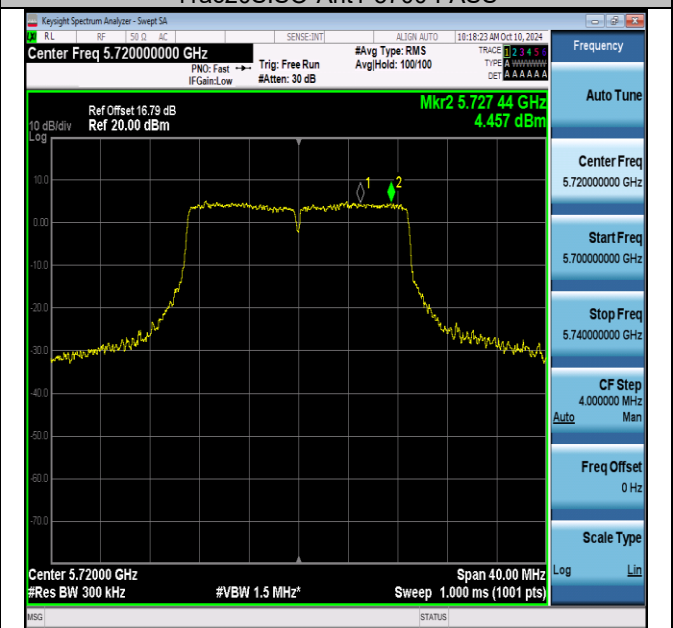 Keysight Spectrum Analyzer - Swept SA
RL RF 50 Ω AC SENSE:INT ALIGN AUTO 10:18:23 AM Oct 10, 2024
Center Freq 5.720000000 GHz
PNO: Fast
IFGain:Low
Trig: Free Run
#Atten: 30 dB
#Avg Type: RMS
Avg|Hold: 100/100
TRACE 1 2 3 4 5 6
TYPE A WWWWW
DET A A A A A A
Frequency
Mkr2 5.727 44 GHz
4.457 dBm
Ref Offset 16.79 dB
10 dB/div Ref 20.00 dBm
Log
10.0
0.00
-10.0
-20.0
-30.0
-40.0
-50.0
-60.0
-70.0
1
2
Center 5.72000 GHz
Span 40.00 MHz
#Res BW 300 kHz
#VBW 1.5 MHz*
Sweep 1.000 ms (1001 pts)
MSG
STATUS
Auto Tune
Center Freq
5.720000000 GHz
Start Freq
5.700000000 GHz
Stop Freq
5.740000000 GHz
CF Step
4.000000 MHz
Auto Man
Freq Offset
0 Hz
Scale Type
Log Lin